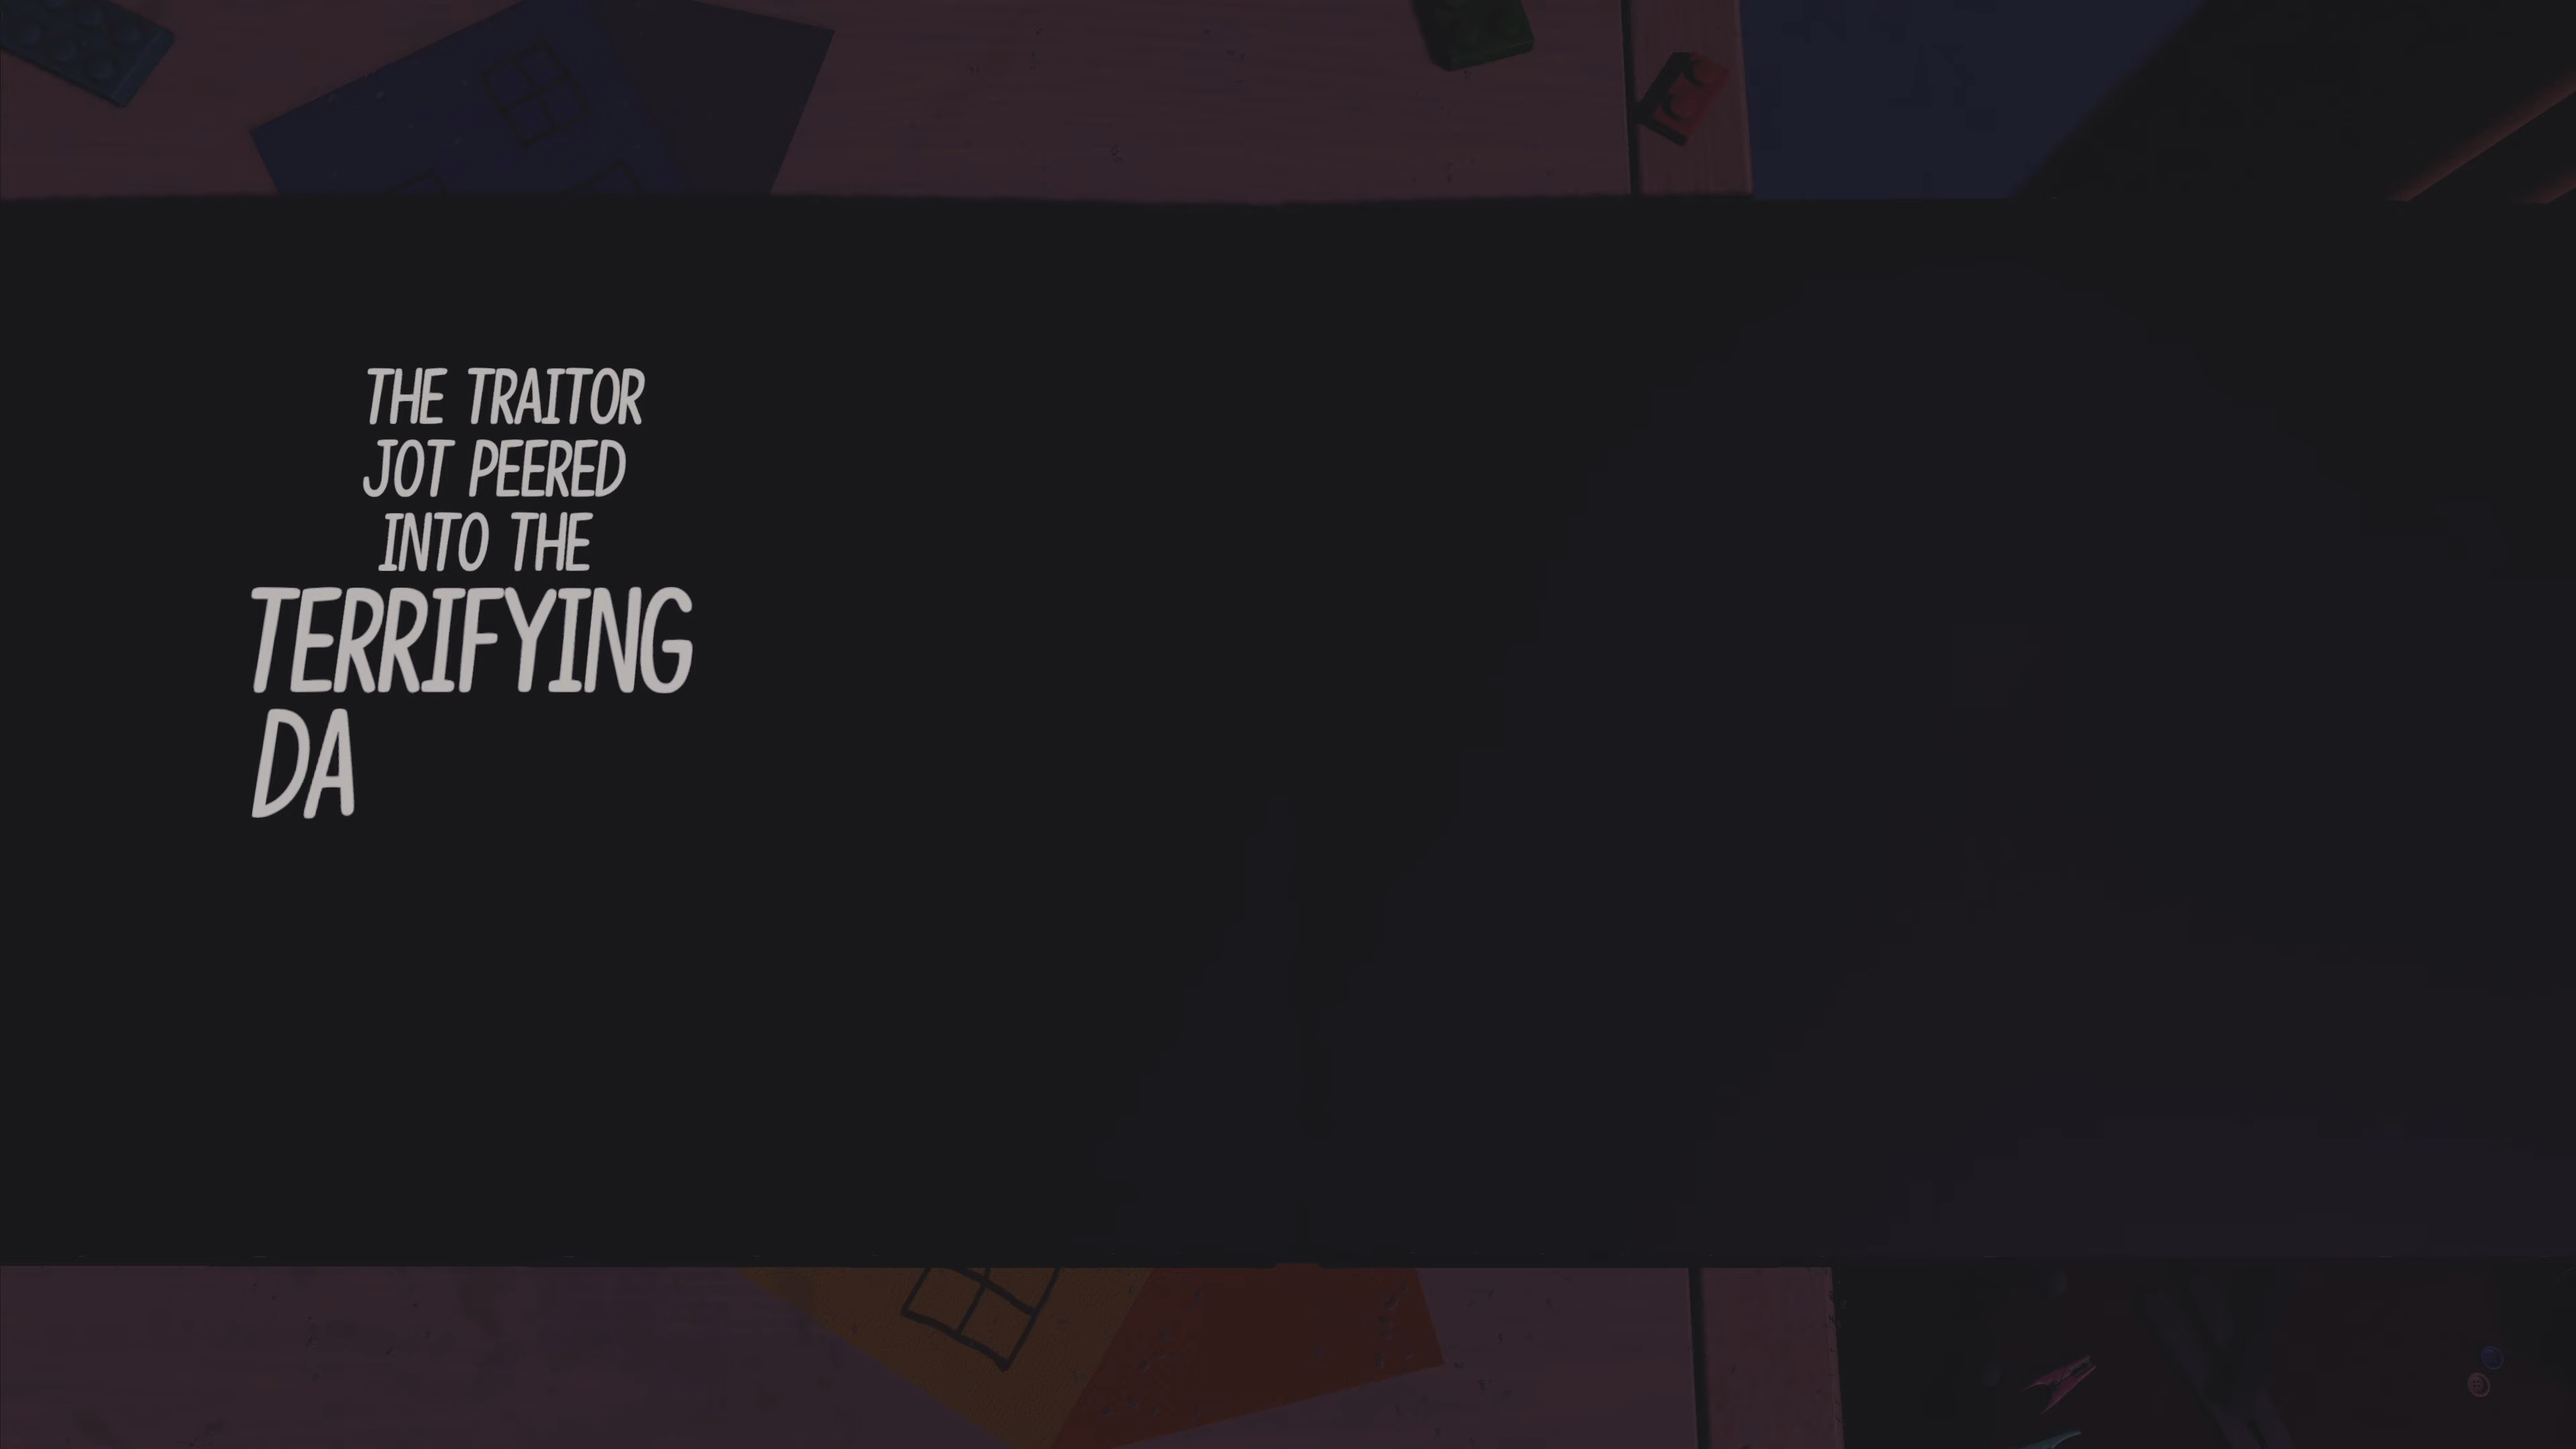 THE TRAITOR
JOT PEERED
INTO THE
TERRIFYING
DA